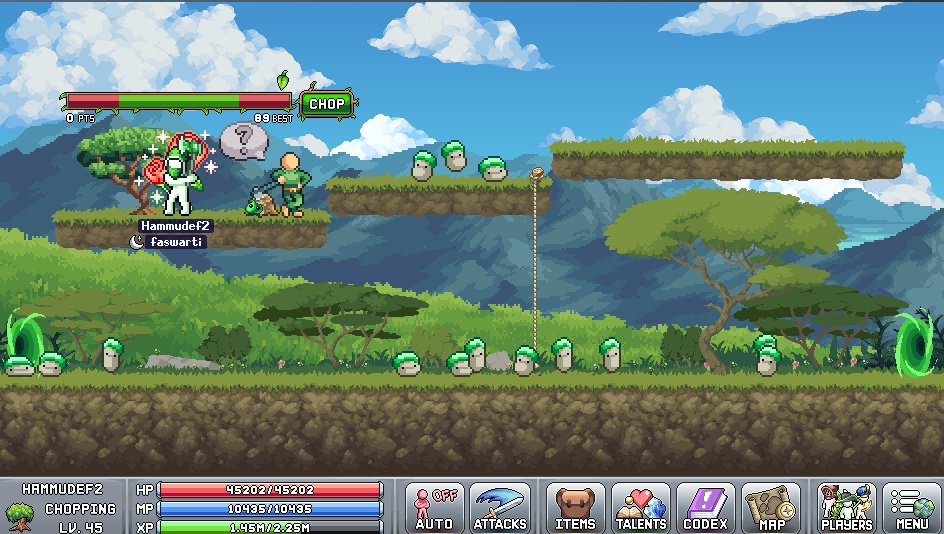 CHOP
0 PTS
89 BEST
?
Hammudef2
faswarti
HAMMUDEF2
CHOPPING
LV. 45
HP 45202/45202
MP 10435/10435
XP 1.45M/2.25M
OFF
AUTO
ATTACKS
ITEMS
TALENTS
CODEX
MAP
PLAYERS
MENU